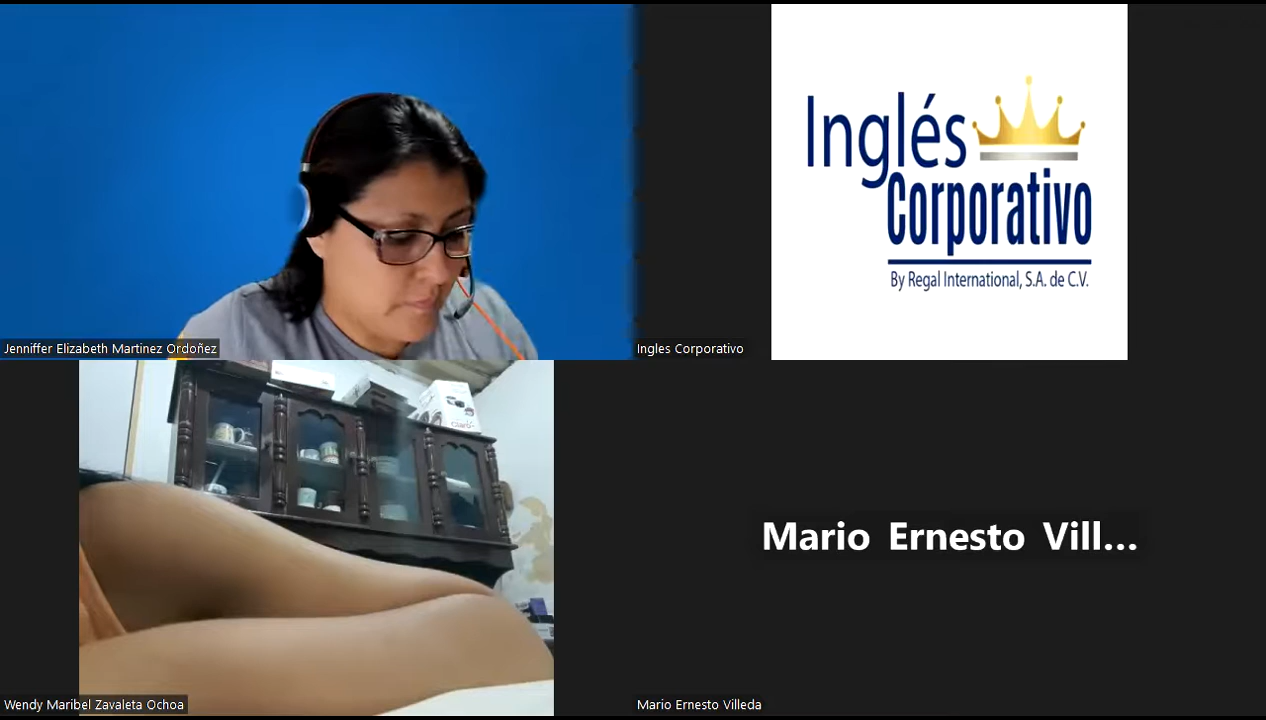 Inglés
Corporativo
By Regal International, S.A. de C.V.
Jenniffer Elizabeth Martinez Ordoñez
Ingles Corporativo
Claro
Mario Ernesto Vill...
Wendy Maribel Zavaleta Ochoa
Mario Ernesto Villeda